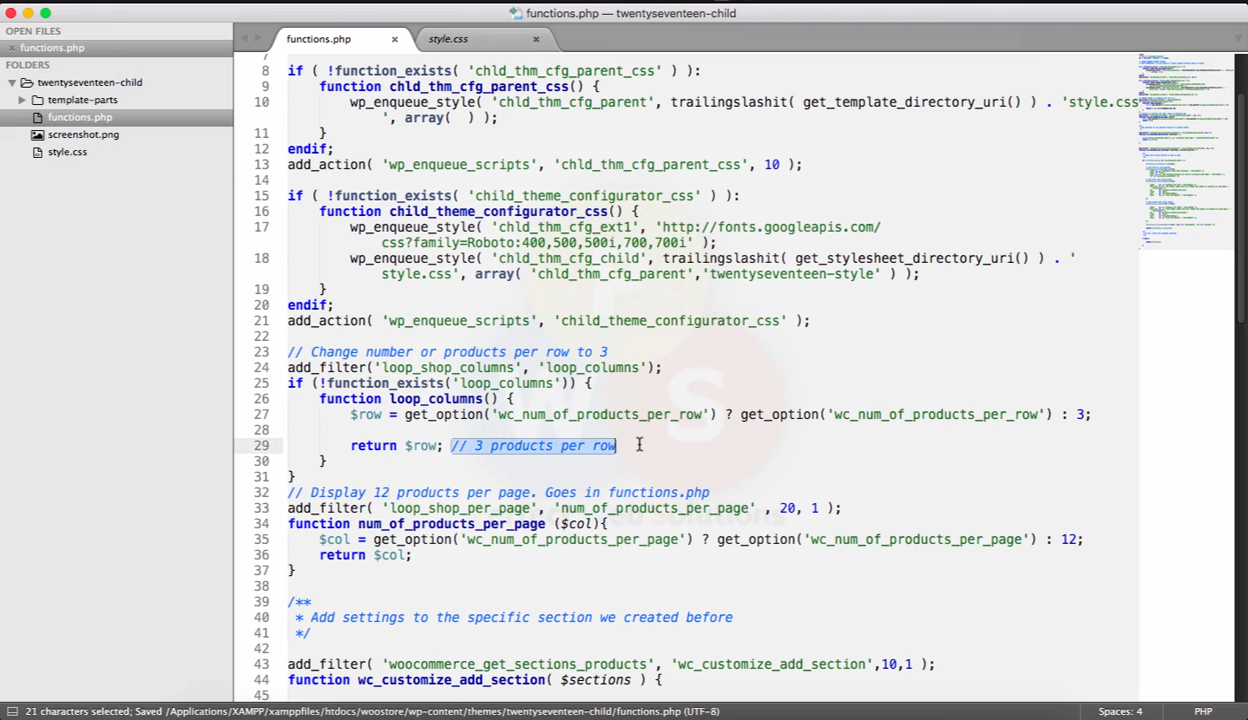 functions.php — twentyseventeen-child
OPEN FILES
functions.php
FOLDERS
twentyseventeen-child
template-parts
functions.php
screenshot.png
style.css
functions.php
style.css
7
8 if ( !function_exists( 'chld_thm_cfg_parent_css' ) ):
9 function chld_thm_cfg_parent_css() {
10 wp_enqueue_style( 'chld_thm_cfg_parent', trailingslashit( get_template_directory_uri() ) . 'style.css
', array( ) );
11 }
12 endif;
13 add_action( 'wp_enqueue_scripts', 'chld_thm_cfg_parent_css', 10 );
14
15 if ( !function_exists( 'child_theme_configurator_css' ) ):
16 function child_theme_configurator_css() {
17 wp_enqueue_style( 'chld_thm_cfg_ext1', 'http://fonts.googleapis.com/
css?family=Roboto:400,500,500i,700,700i' );
18 wp_enqueue_style( 'chld_thm_cfg_child', trailingslashit( get_stylesheet_directory_uri() ) . '
style.css', array( 'chld_thm_cfg_parent','twentyseventeen-style' ) );
19 }
20 endif;
21 add_action( 'wp_enqueue_scripts', 'child_theme_configurator_css' );
22
23 // Change number or products per row to 3
24 add_filter('loop_shop_columns', 'loop_columns');
25 if (!function_exists('loop_columns')) {
26 function loop_columns() {
27 $row = get_option('wc_num_of_products_per_row') ? get_option('wc_num_of_products_per_row') : 3;
28
29 return $row; // 3 products per row
30 }
31 }
32 // Display 12 products per page. Goes in functions.php
33 add_filter( 'loop_shop_per_page', 'num_of_products_per_page' , 20, 1 );
34 function num_of_products_per_page ($col){
35 $col = get_option('wc_num_of_products_per_page') ? get_option('wc_num_of_products_per_page') : 12;
36 return $col;
37 }
38
39 /**
40 * Add settings to the specific section we created before
41 */
42
43 add_filter( 'woocommerce_get_sections_products', 'wc_customize_add_section',10,1 );
44 function wc_customize_add_section( $sections ) {
45
21 characters selected; Saved /Applications/XAMPP/xamppfiles/htdocs/woostore/wp-content/themes/twentyseventeen-child/functions.php (UTF-8)
Spaces: 4
PHP